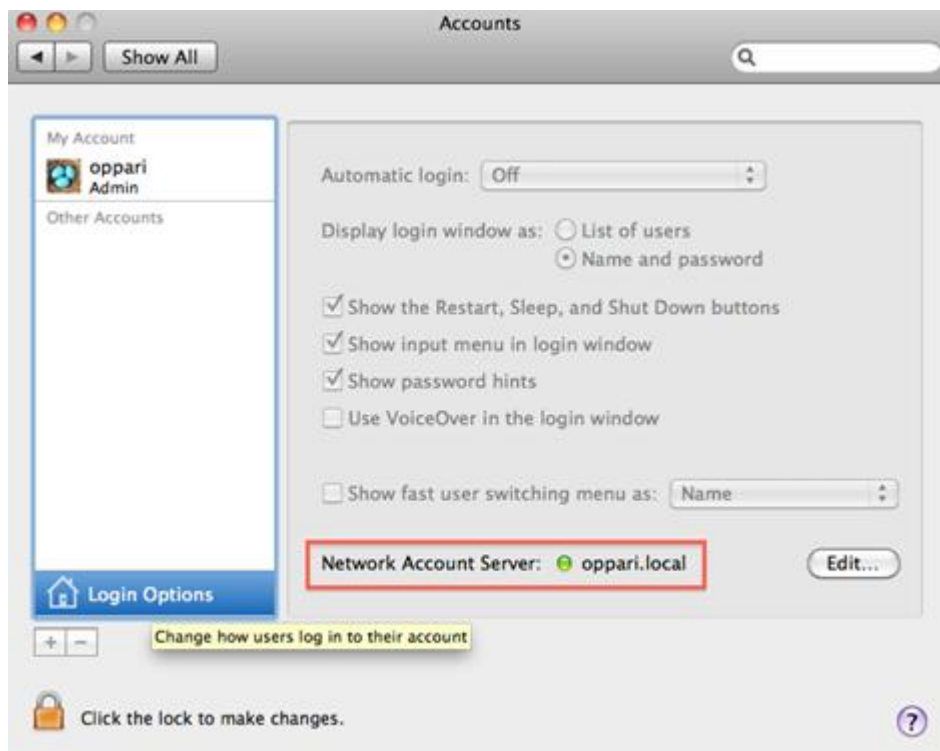 Accounts
Show All
My Account
oppari
Admin
Other Accounts
Automatic login: Off
Display login window as: List of users
Name and password
Show the Restart, Sleep, and Shut Down buttons
Show input menu in login window
Show password hints
Use VoiceOver in the login window
Show fast user switching menu as: Name
Network Account Server: oppari.local Edit...
Login Options
+ −
Change how users log in to their account
Click the lock to make changes.
?